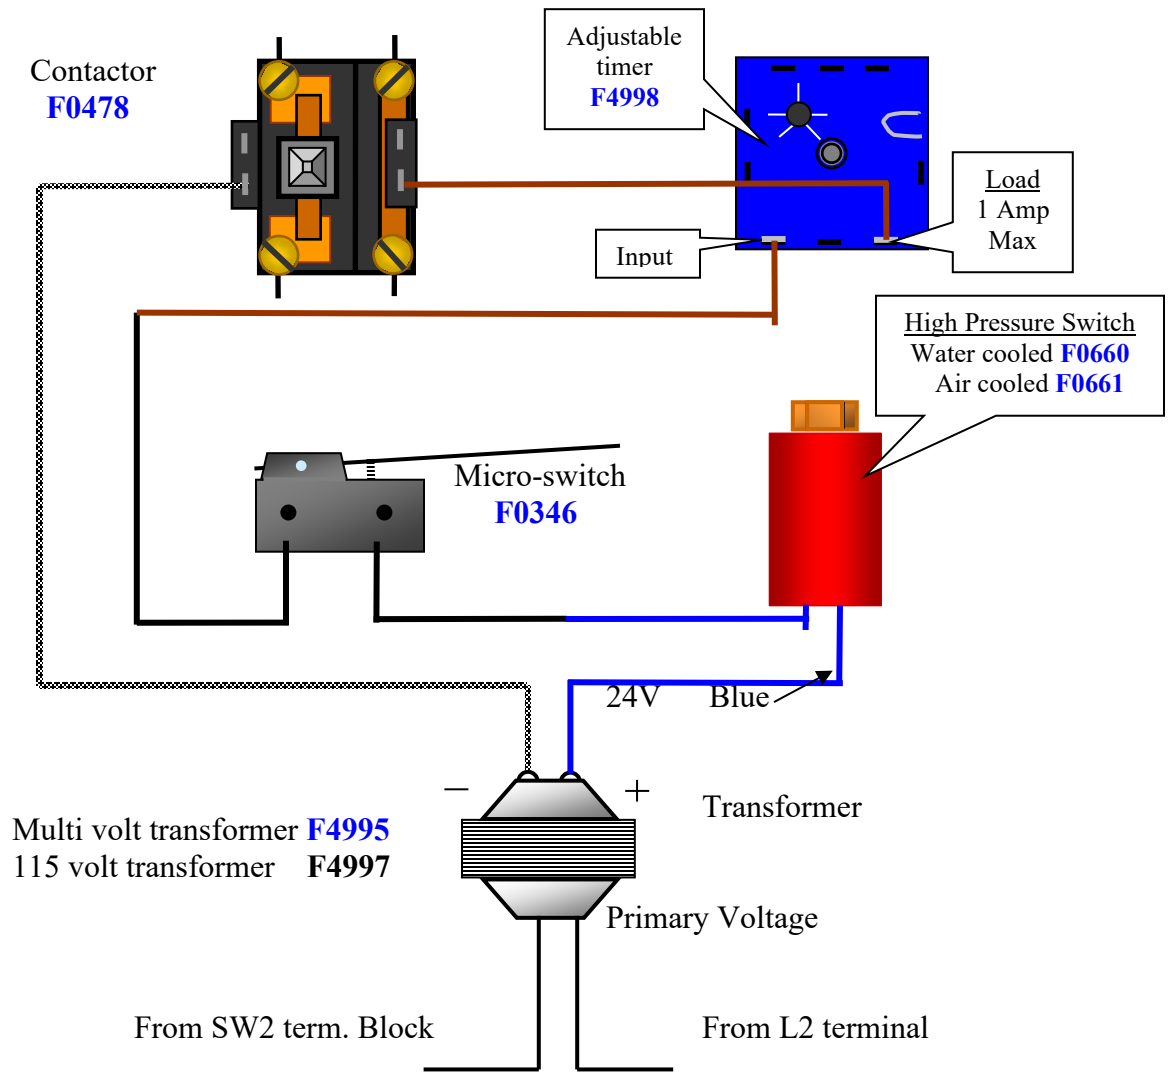 Contactor
F0478
Adjustable
timer
F4998
Load
1 Amp
Max
Input
High Pressure Switch
Water cooled F0660
Air cooled F0661
Micro-switch
F0346
24V Blue
− +
Transformer
Multi volt transformer F4995
115 volt transformer F4997
Primary Voltage
From SW2 term. Block
From L2 terminal